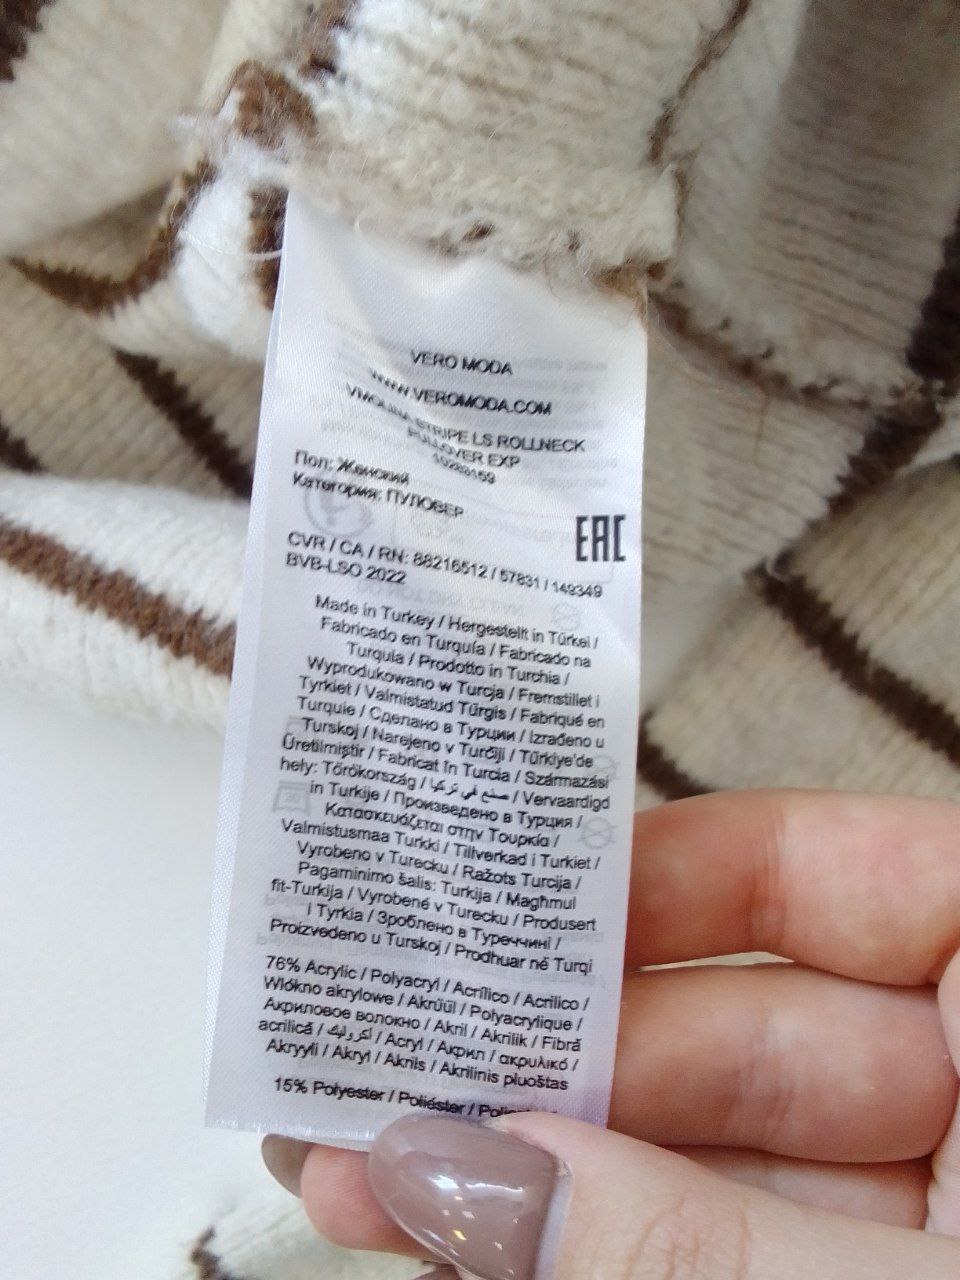 VERO MODA
WWW.VEROMODA.COM
STRIPE LS ROLLNECK
PULLOVER EXP
Пол: Женский
Категория: ПУЛОВЕР
EAC
CVR / CA / RN: 88216512 / 57831 / 149349
BVB-LSO 2022
Made in Turkey / Hergestellt in Türkei /
Fabricado en Turquía / Fabricado na
Turquia / Prodotto in Turchia /
Wyprodukowano w Turcja / Fremstillet i
Tyrkiet / Valmistatud Türgis / Fabriqué en
Turquie / Сделано в Турции / Izrađeno u
Turskoj / Narejeno v Turčiji / Türkiye'de
Üretilmiştir / Fabricat în Turcia / Származási
hely: Törökország / صنع في تركيا / Vervaardigd
in Turkije / Произведено в Турция /
Κατασκευάζεται στην Τουρκία /
Valmistusmaa Turkki / Tillverkad i Turkiet /
Vyrobeno v Turecku / Ražots Turcija /
Pagaminimo šalis: Turkija / Magħmul
fit-Turkija / Vyrobené v Turecku / Produsert
i Tyrkia / Зроблено в Туреччині /
Proizvedeno u Turskoj / Prodhuar në Turqi
76% Acrylic / Polyacryl / Acrílico / Acrilico /
Włókno akrylowe / Akrüül / Polyacrylique /
Акриловое волокно / Akril / Akrilik / Fibră
acrilică / أكروليك / Acryl / Акрил / ακρυλικό /
Akryyli / Akryl / Akrils / Akrilinis pluoštas
15% Polyester / Poliéster /